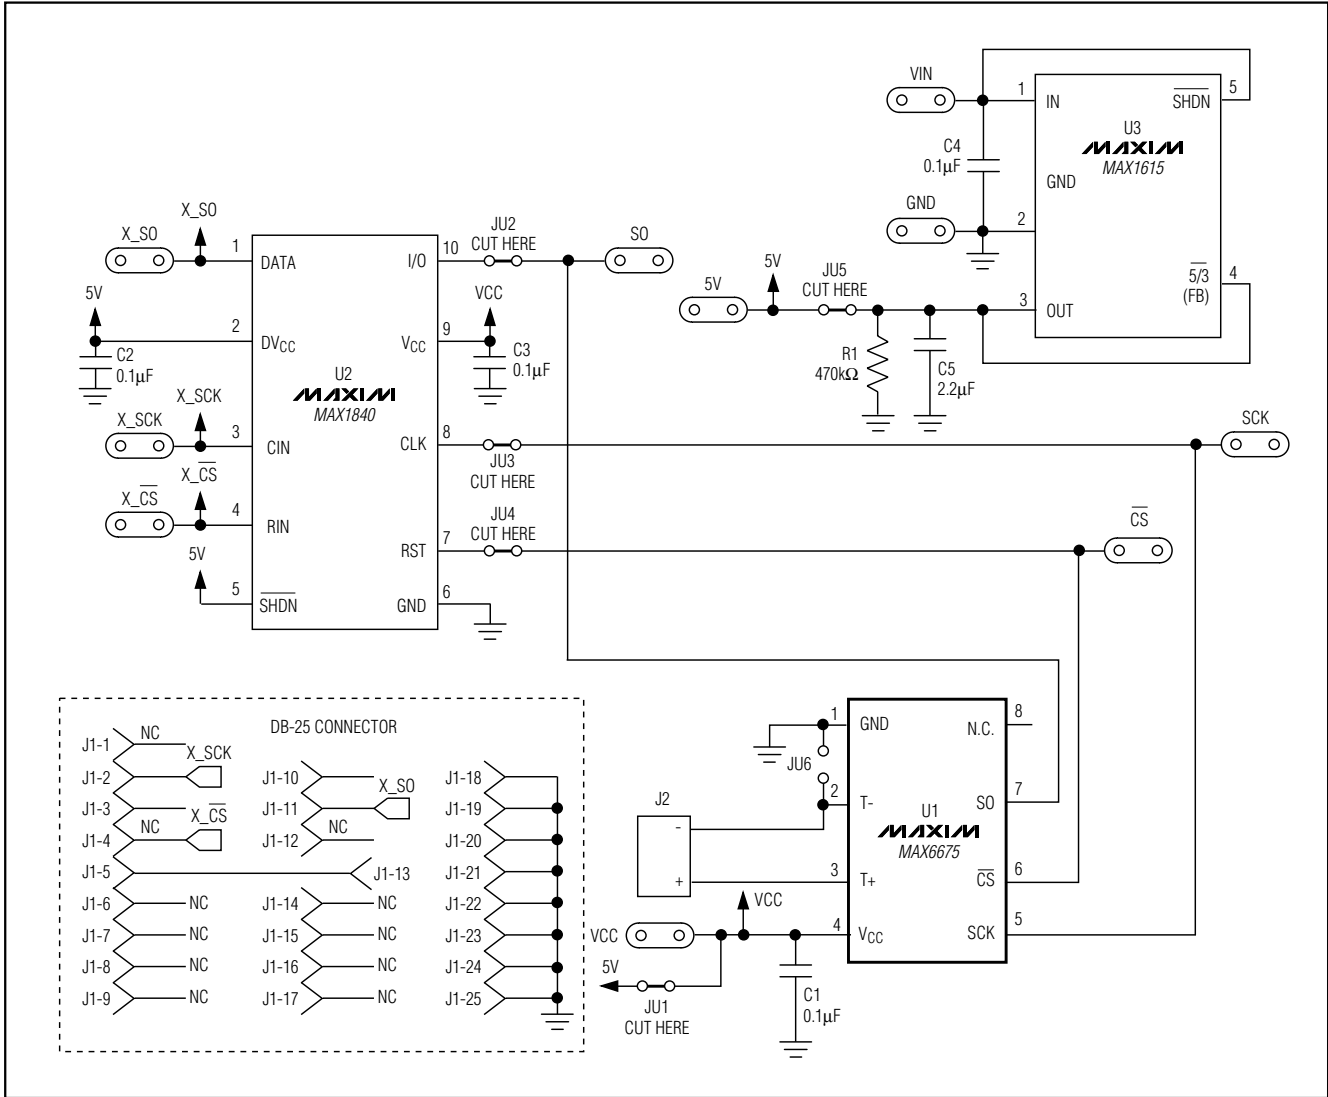 VIN
1
IN
SHDN
5
U3
MAXIM
MAX1615
C4
0.1µF
GND
GND
2
5V
5V
JU5
CUT HERE
3
OUT
5/3
(FB)
4
R1
470kΩ
C5
2.2µF
X_SO
X_SO
1
DATA
I/O
10
JU2
CUT HERE
SO
5V
2
DVCC
VCC
9
VCC
C2
0.1µF
C3
0.1µF
U2
MAXIM
MAX1840
X_SCK
X_SCK
3
CIN
CLK
8
JU3
CUT HERE
SCK
X_CS
X_CS
4
RIN
RST
7
JU4
CUT HERE
CS
5V
5
SHDN
GND
6
DB-25 CONNECTOR
J1-1
NC
J1-2
X_SCK
J1-3
J1-4
NC
X_CS
J1-5
J1-13
J1-6
NC
J1-7
NC
J1-8
NC
J1-9
NC
J1-10
J1-11
X_SO
J1-12
NC
J1-14
NC
J1-15
NC
J1-16
NC
J1-17
NC
J1-18
J1-19
J1-20
J1-21
J1-22
J1-23
J1-24
J1-25
1
GND
N.C.
8
JU6
2
T-
SO
7
J2
-
+
U1
MAXIM
MAX6675
3
T+
CS
6
VCC
VCC
4
VCC
SCK
5
5V
JU1
CUT HERE
C1
0.1µF